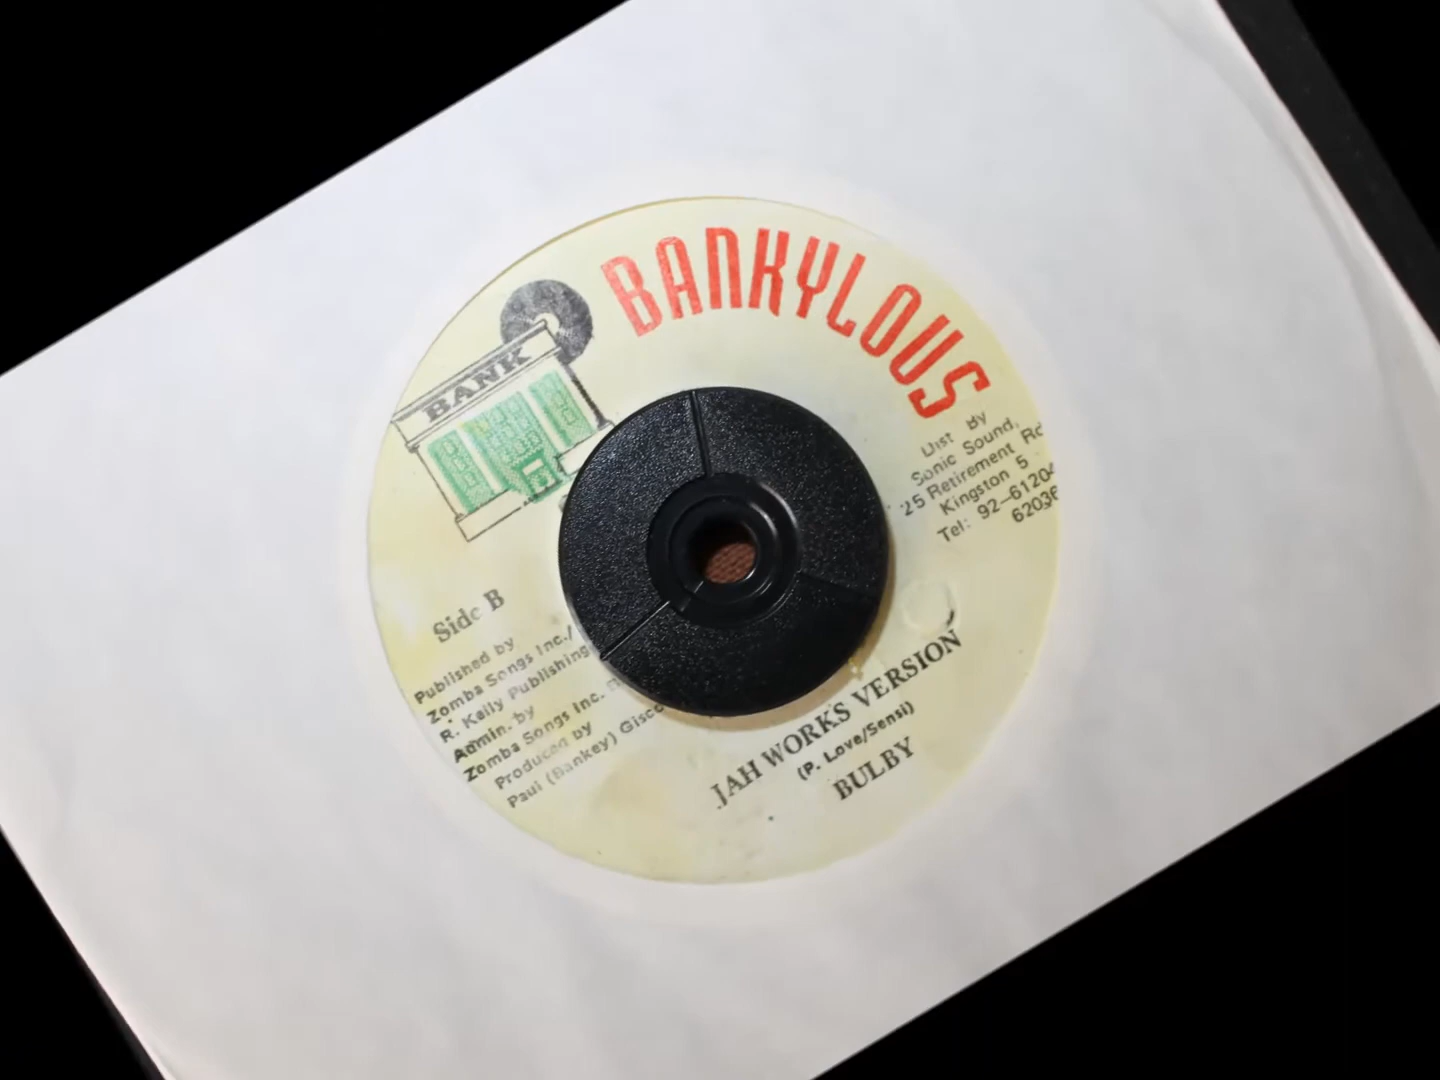 BANKYLOUS
BANK
Dist By
Sonic Sound,
25 Retirement Rd
Kingston 5
Tel: 92-61204
62036
Side B
Published by
Zomba Songs Inc./
R. Kelly Publishing
Admin. by
Zomba Songs Inc.
Produced by
Paul (Bankey) Gisco
JAH WORKS VERSION
(P. Love/Sensi)
BULBY